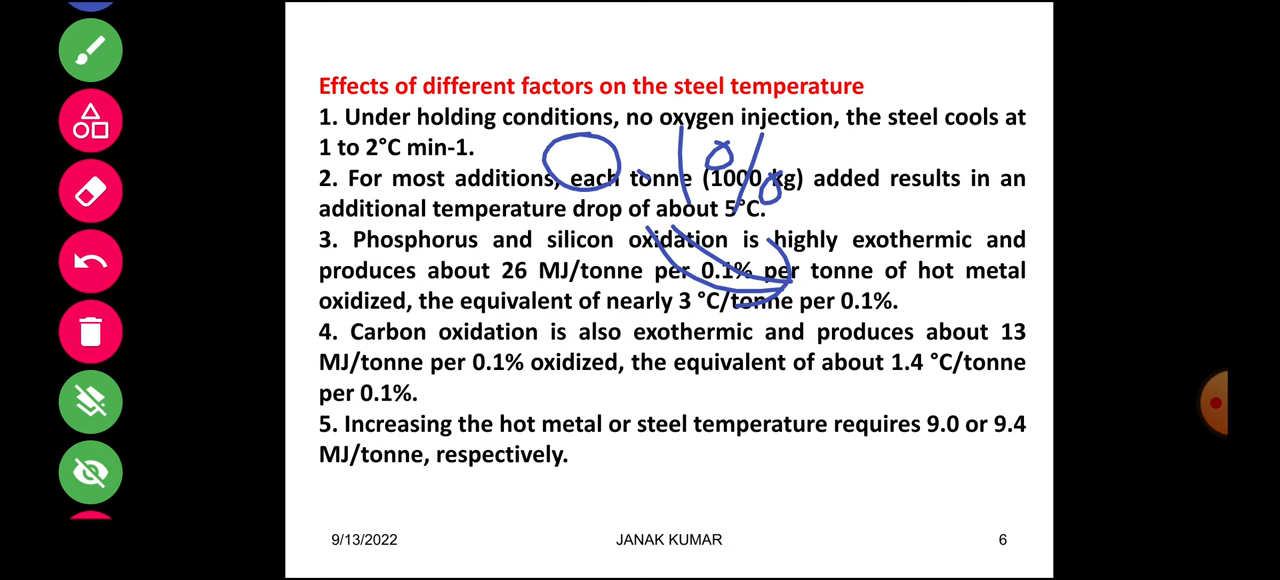 Effects of different factors on the steel temperature
1. Under holding conditions, no oxygen injection, the steel cools at
1 to 2°C min-1.
0.1%
2. For most additions, each tonne (1000 kg) added results in an
additional temperature drop of about 5°C.
3. Phosphorus and silicon oxidation is highly exothermic and
produces about 26 MJ/tonne per 0.1% per tonne of hot metal
oxidized, the equivalent of nearly 3 °C/tonne per 0.1%.
4. Carbon oxidation is also exothermic and produces about 13
MJ/tonne per 0.1% oxidized, the equivalent of about 1.4 °C/tonne
per 0.1%.
5. Increasing the hot metal or steel temperature requires 9.0 or 9.4
MJ/tonne, respectively.
9/13/2022 JANAK KUMAR 6